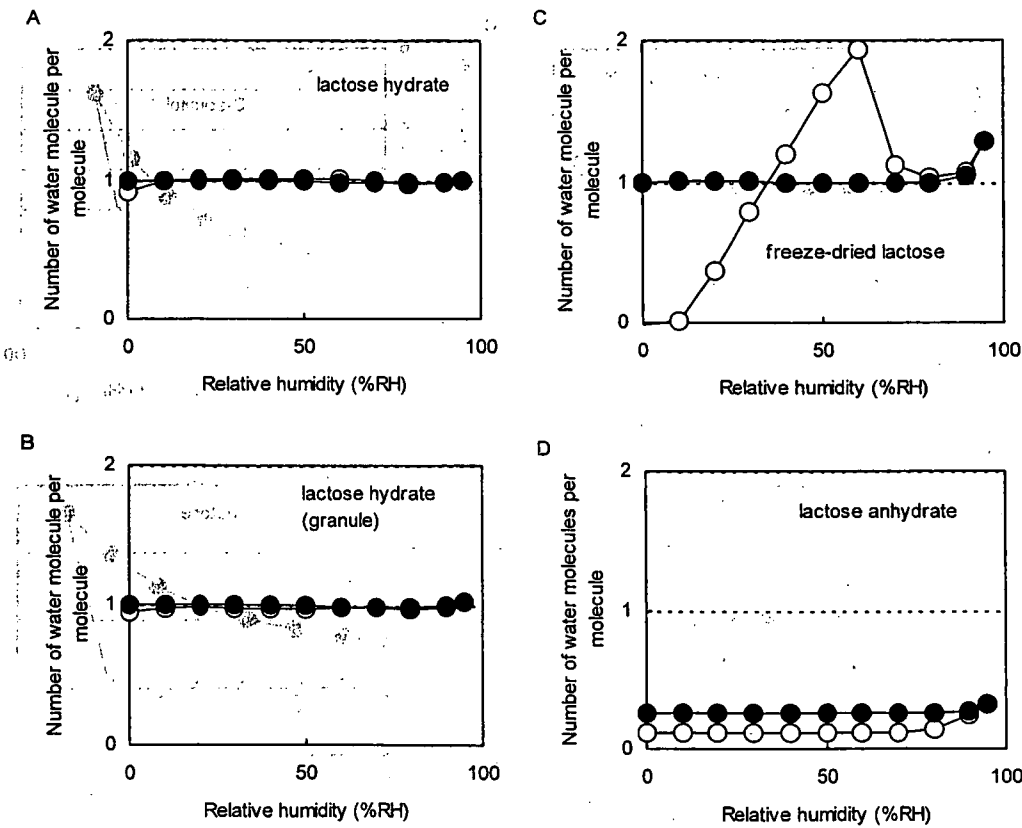 A
Number of water molecule per
molecule
2
1
0
lactose hydrate
0
50
100
Relative humidity (%RH)
B
Number of water molecule per
molecule
2
1
0
lactose hydrate
(granule)
0
50
100
Relative humidity (%RH)
C
Number of water molecule per
molecule
2
1
0
freeze-dried lactose
0
50
100
Relative humidity (%RH)
D
Number of water molecules per
molecule
2
1
0
lactose anhydrate
0
50
100
Relative humidity (%RH)